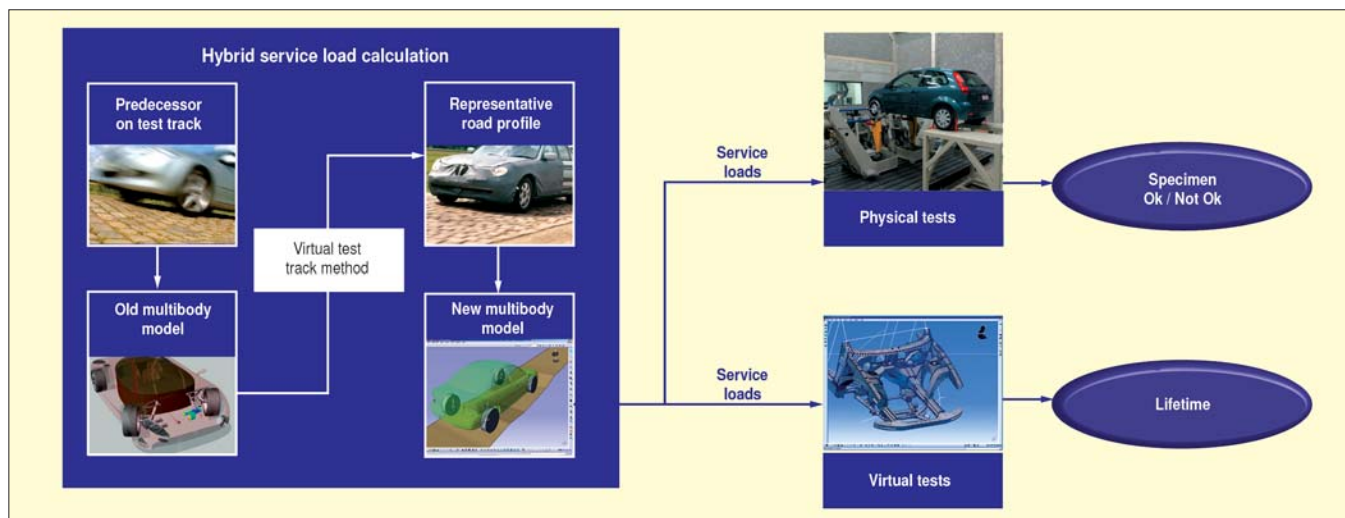 Hybrid service load calculation
Predecessor
on test track
Representative
road profile
Virtual test
track method
Old multibody
model
New multibody
model
Service
loads
Physical tests
Specimen
Ok / Not Ok
Service
loads
Virtual tests
Lifetime